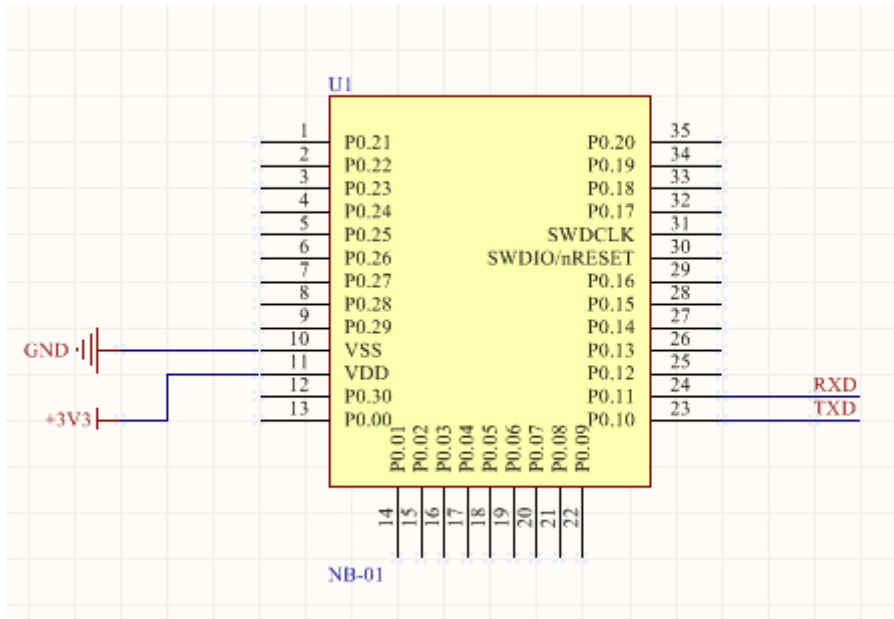 U1
1 P0.21 P0.20 35
2 P0.22 P0.19 34
3 P0.23 P0.18 33
4 P0.24 P0.17 32
5 P0.25 SWDCLK 31
6 P0.26 SWDIO/nRESET 30
7 P0.27 P0.16 29
8 P0.28 P0.15 28
9 P0.29 P0.14 27
GND 10 VSS P0.13 26
11 VDD P0.12 25
12 P0.30 P0.11 24 RXD
+3V3 13 P0.00 P0.10 23 TXD
P0.01 P0.02 P0.03 P0.04 P0.05 P0.06 P0.07 P0.08 P0.09
14 15 16 17 18 19 20 21 22
NB-01